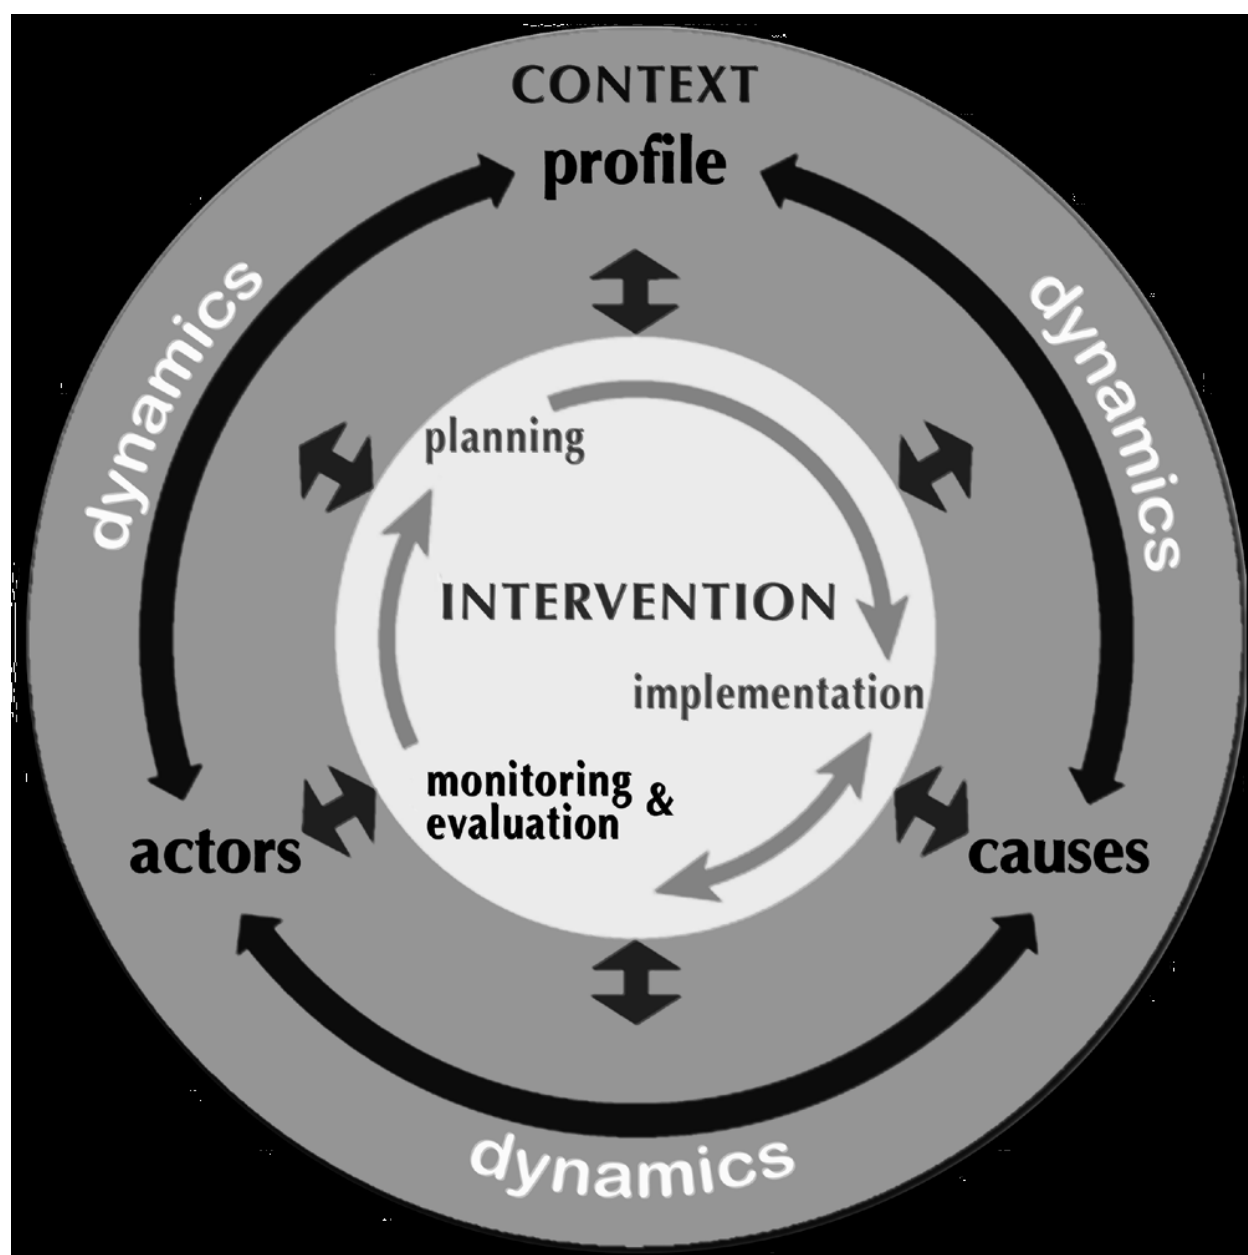 CONTEXT
profile
dynamics
dynamics
planning
INTERVENTION
implementation
monitoring &
evaluation
actors
causes
dynamics